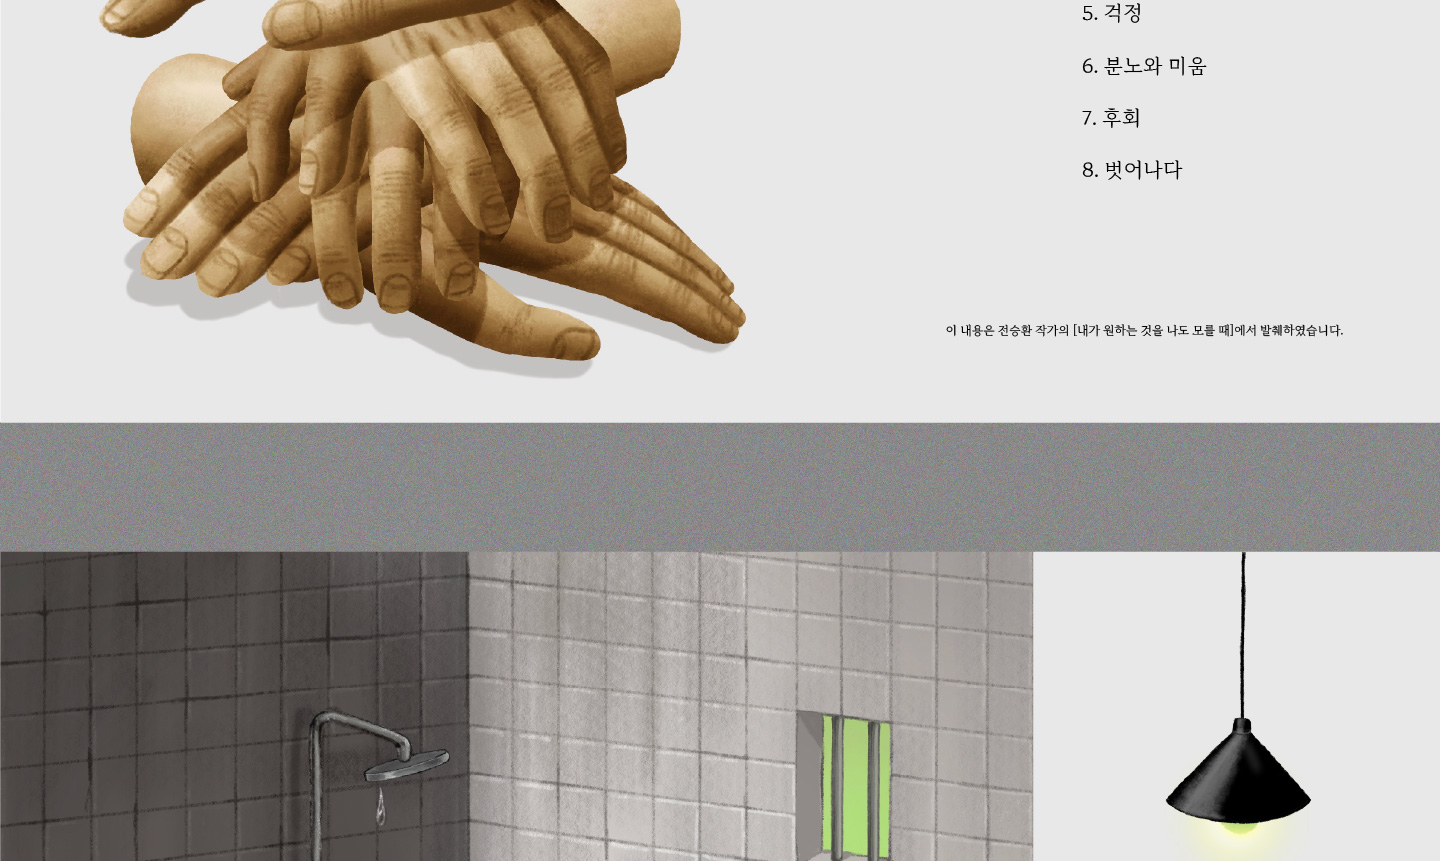 5. 걱정
6. 분노와 미움
7. 후회
8. 벗어나다
이 내용은 전승환 작가의 [내가 원하는 것을 나도 모를 때]에서 발췌하였습니다.